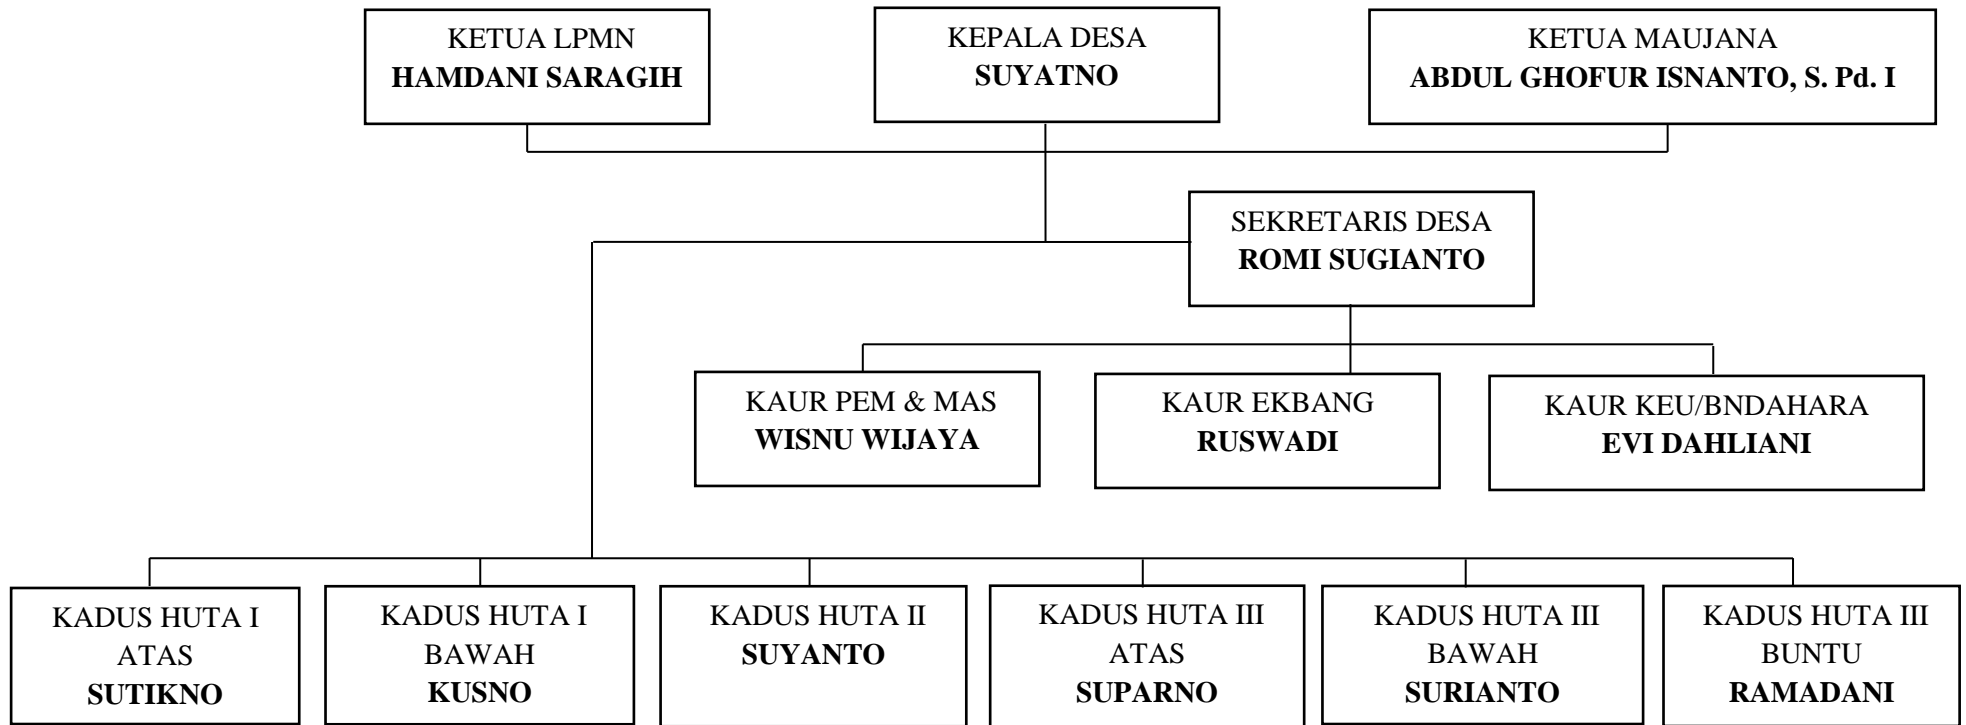 KETUA LPMN
HAMDANI SARAGIH
KEPALA DESA
SUYATNO
KETUA MAUJANA
ABDUL GHOFUR ISNANTO, S. Pd. I
SEKRETARIS DESA
ROMI SUGIANTO
KAUR PEM & MAS
WISNU WIJAYA
KAUR EKBANG
RUSWADI
KAUR KEU/BNDAHARA
EVI DAHLIANI
KADUS HUTA I
ATAS
SUTIKNO
KADUS HUTA I
BAWAH
KUSNO
KADUS HUTA II
SUYANTO
KADUS HUTA III
ATAS
SUPARNO
KADUS HUTA III
BAWAH
SURIANTO
KADUS HUTA III
BUNTU
RAMADANI